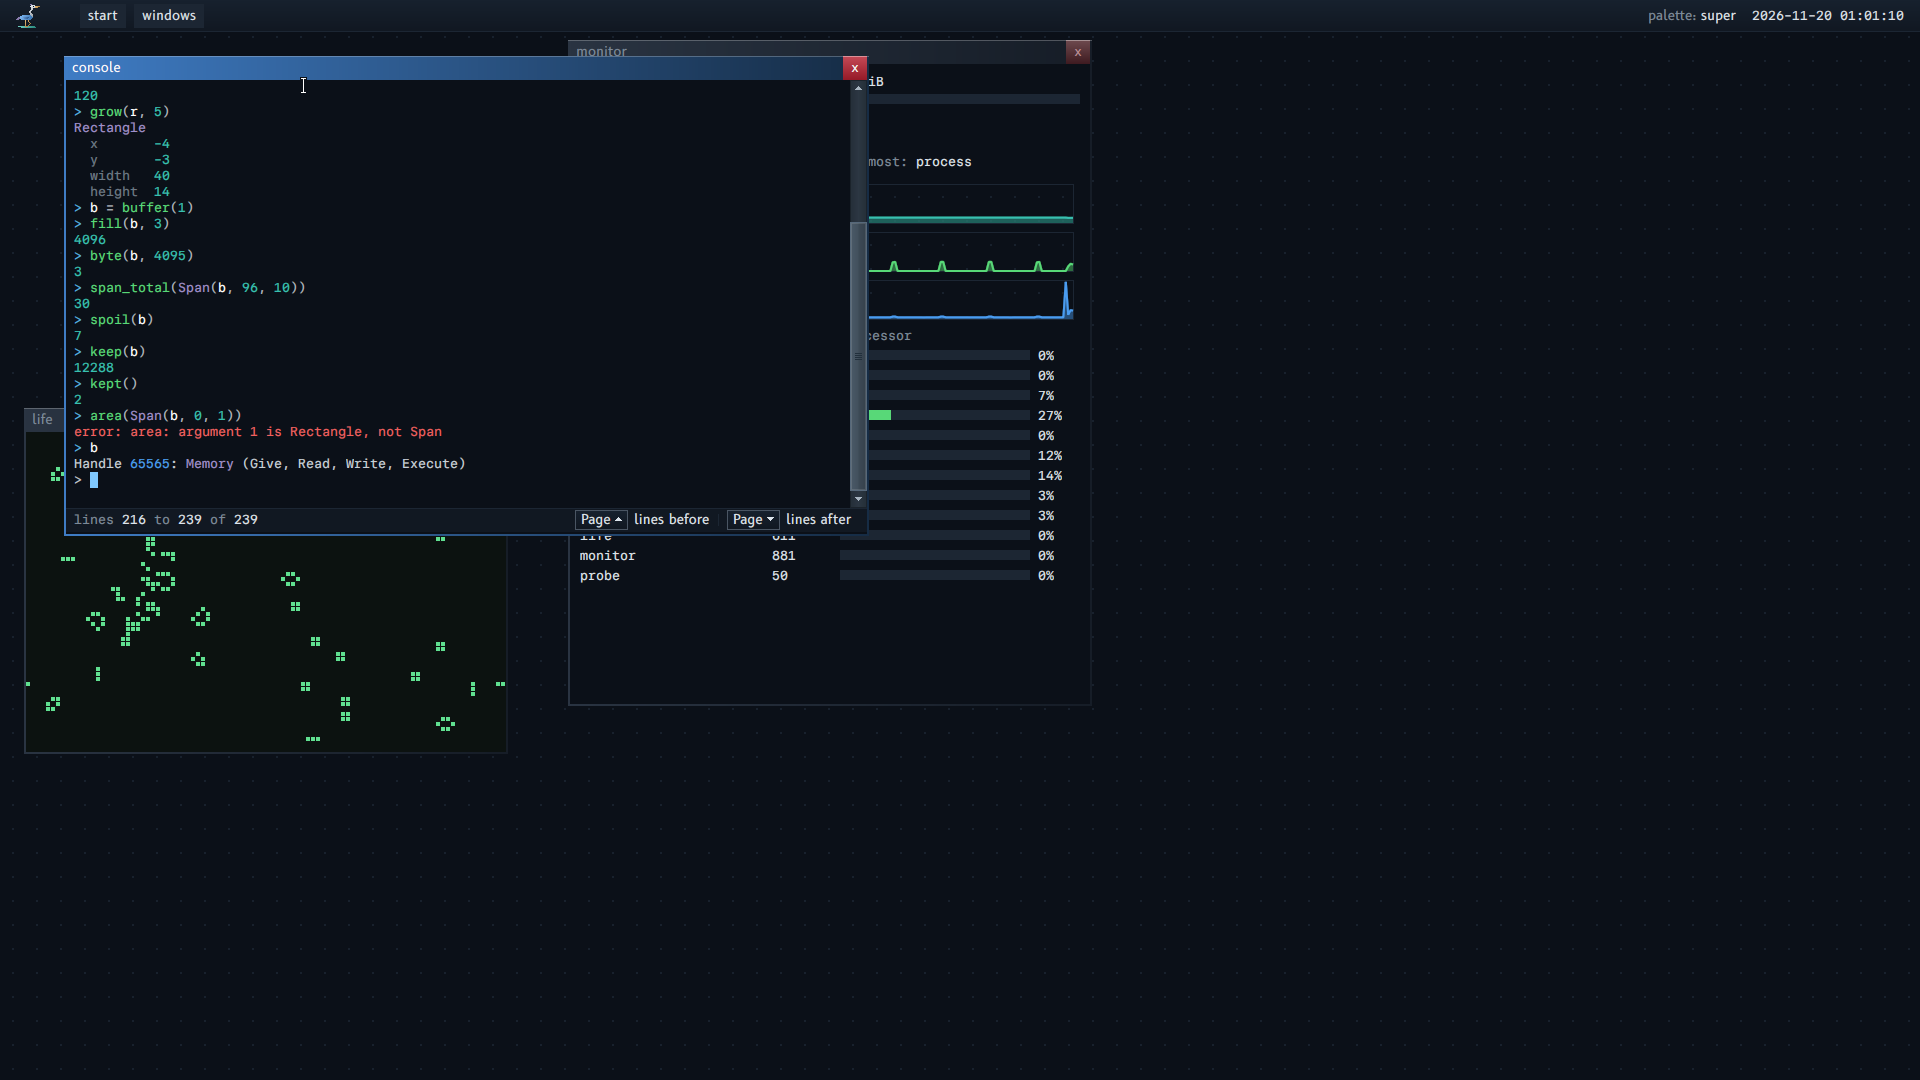 start windows palette: super 2026-11-20 01:01:10
monitor x
console x
iB
120
> grow(r, 5)
Rectangle
x -4
y -3
width 40
height 14
> b = buffer(1)
> fill(b, 3)
4096
> byte(b, 4095)
3
> span_total(Span(b, 96, 10))
30
> spoil(b)
7
> keep(b)
12288
> kept()
2
> area(Span(b, 0, 1))
error: area: argument 1 is Rectangle, not Span
> b
Handle 65565: Memory (Give, Read, Write, Execute)
>
lines 216 to 239 of 239 Page lines before Page lines after
most: process
cessor
0%
0%
7%
27%
0%
12%
14%
3%
3%
life 811 0%
monitor 881 0%
probe 50 0%
life